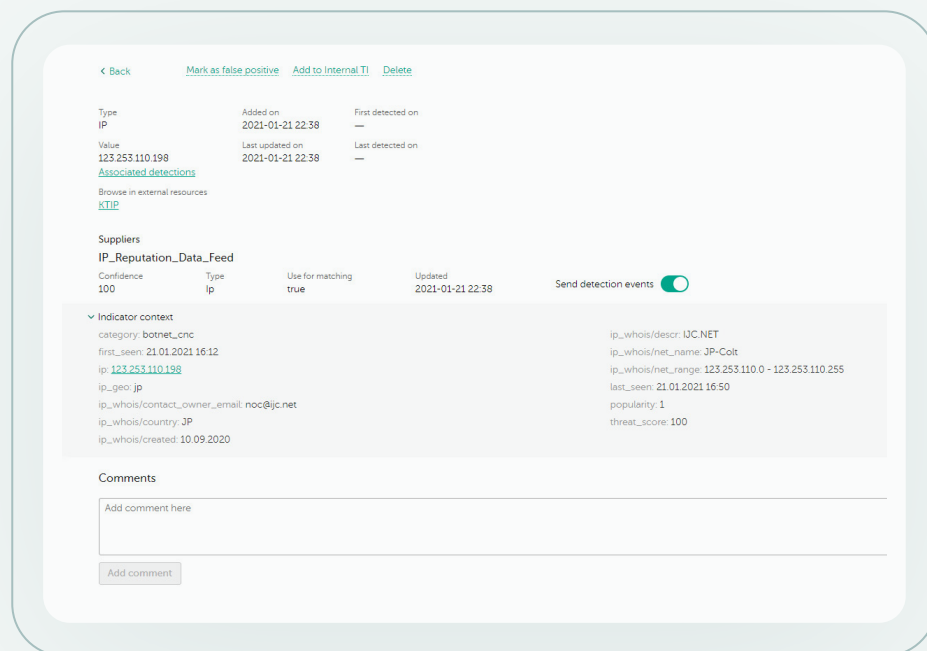 Back Mark as false positive Add to Internal TI Delete
Type Added on First detected on
IP 2021-01-21 22:38 —
Value Last updated on Last detected on
123.253.110.198 2021-01-21 22:38 —
Associated detections
Browse in external resources
KTIP
Suppliers
IP_Reputation_Data_Feed
Confidence Type Use for matching Updated
100 Ip true 2021-01-21 22:38
Send detection events
Indicator context
category: botnet_cnc
first_seen: 21.01.2021 16:12
ip: 123.253.110.198
ip_geo: jp
ip_whois/contact_owner_email: noc@ijc.net
ip_whois/country: JP
ip_whois/created: 10.09.2020
ip_whois/descr: IJC.NET
ip_whois/net_name: JP-Colt
ip_whois/net_range: 123.253.110.0 - 123.253.110.255
last_seen: 21.01.2021 16:50
popularity: 1
threat_score: 100
Comments
Add comment here
Add comment